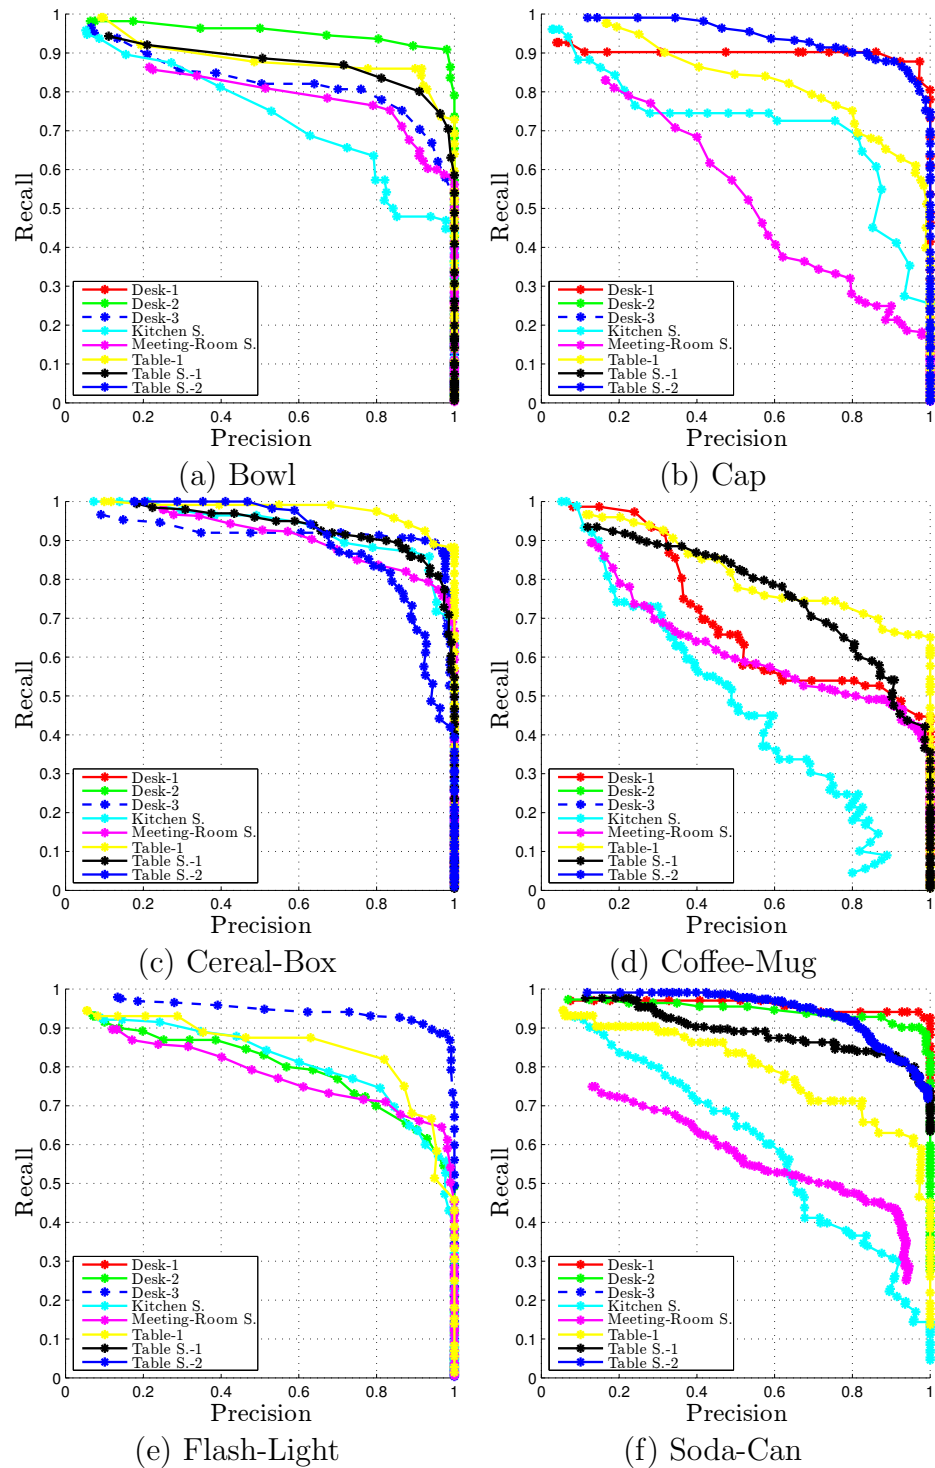 1
0.9
0.8
0.7
0.6
0.5
0.4
0.3
0.2
0.1
0
Recall
Desk-1
Desk-2
Desk-3
Kitchen S.
Meeting-Room S.
Table-1
Table S.-1
Table S.-2
0 0.2 0.4 0.6 0.8 1
Precision
(a) Bowl
1
0.9
0.8
0.7
0.6
0.5
0.4
0.3
0.2
0.1
0
Recall
Desk-1
Desk-2
Desk-3
Kitchen S.
Meeting-Room S.
Table-1
Table S.-1
Table S.-2
0 0.2 0.4 0.6 0.8 1
Precision
(b) Cap
1
0.9
0.8
0.7
0.6
0.5
0.4
0.3
0.2
0.1
0
Recall
Desk-1
Desk-2
Desk-3
Kitchen S.
Meeting-Room S.
Table-1
Table S.-1
Table S.-2
0 0.2 0.4 0.6 0.8 1
Precision
(c) Cereal-Box
1
0.9
0.8
0.7
0.6
0.5
0.4
0.3
0.2
0.1
0
Recall
Desk-1
Desk-2
Desk-3
Kitchen S.
Meeting-Room S.
Table-1
Table S.-1
Table S.-2
0 0.2 0.4 0.6 0.8 1
Precision
(d) Coffee-Mug
1
0.9
0.8
0.7
0.6
0.5
0.4
0.3
0.2
0.1
0
Recall
Desk-1
Desk-2
Desk-3
Kitchen S.
Meeting-Room S.
Table-1
Table S.-1
Table S.-2
0 0.2 0.4 0.6 0.8 1
Precision
(e) Flash-Light
1
0.9
0.8
0.7
0.6
0.5
0.4
0.3
0.2
0.1
0
Recall
Desk-1
Desk-2
Desk-3
Kitchen S.
Meeting-Room S.
Table-1
Table S.-1
Table S.-2
0 0.2 0.4 0.6 0.8 1
Precision
(f) Soda-Can